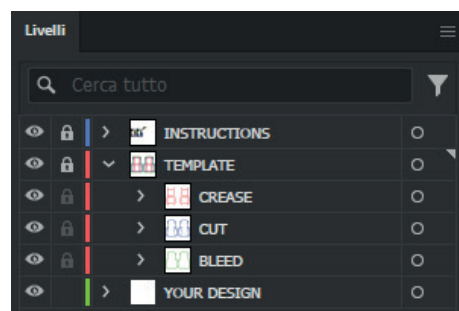 Livelli
Cerca tutto
INSTRUCTIONS
TEMPLATE
CREASE
CUT
BLEED
YOUR DESIGN